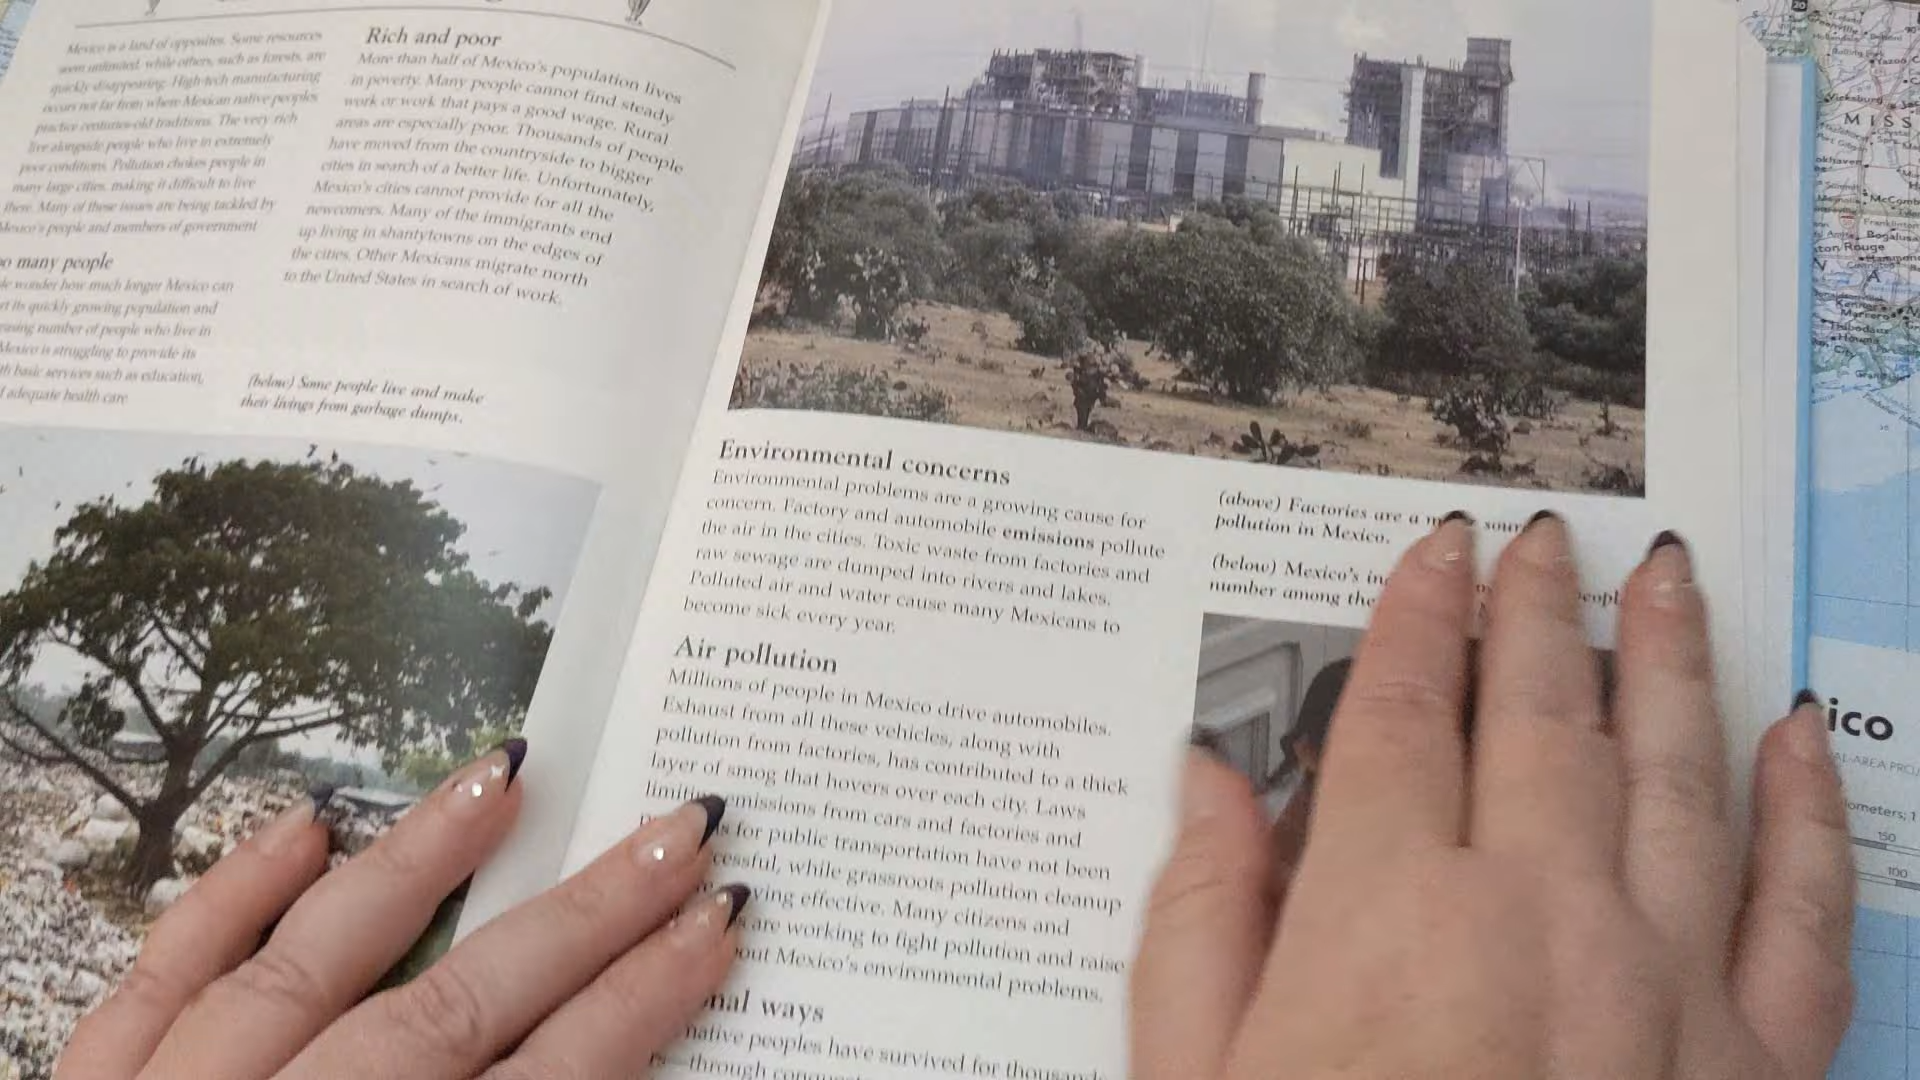 Mexico is a land of opposites. Some resources
seem unlimited, while others, such as forests, are
quickly disappearing. High-tech manufacturing
occurs not far from where Mexican native peoples
practice centuries-old traditions. The very rich
live alongside people who live in extremely
poor conditions. Pollution chokes people in
many large cities, making it difficult to live
there. Many of these issues are being tackled by
Mexico's people and members of government
many people
wonder how much longer Mexico can
its quickly growing population and
number of people who live in
Mexico is struggling to provide its
basic services such as education,
adequate health care.
Rich and poor
More than half of Mexico's population lives
in poverty. Many people cannot find steady
work or work that pays a good wage. Rural
areas are especially poor. Thousands of people
have moved from the countryside to bigger
cities in search of a better life. Unfortunately,
Mexico's cities cannot provide for all the
newcomers. Many of the immigrants end
up living in shantytowns on the edges of
the cities. Other Mexicans migrate north
to the United States in search of work.
(below) Some people live and make
their livings from garbage dumps.
Environmental concerns
Environmental problems are a growing cause for
concern. Factory and automobile emissions pollute
the air in the cities. Toxic waste from factories and
raw sewage are dumped into rivers and lakes.
Polluted air and water cause many Mexicans to
become sick every year.
Air pollution
Millions of people in Mexico drive automobiles.
Exhaust from all these vehicles, along with
pollution from factories, has contributed to a thick
layer of smog that hovers over each city. Laws
emissions from cars and factories and
for public transportation have not been
while grassroots pollution cleanup
effective. Many citizens and
are working to fight pollution and raise
Mexico's environmental problems.
ways
native peoples have survived for thousands
through
(above) Factories are a
pollution in Mexico.
(below) Mexico's
number among the
20
Vicksburg
MISS
McComb
Bogalusa
ton Rouge
Kenner
Marrero
Thibodaux
Houma
ico
150
100